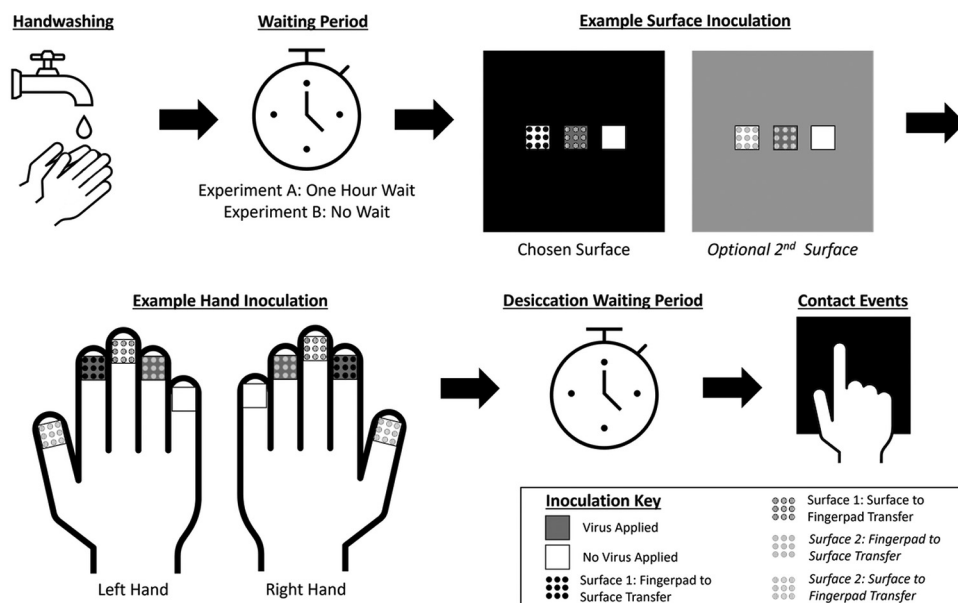 Handwashing
Waiting Period
Example Surface Inoculation
Experiment A: One Hour Wait
Experiment B: No Wait
Chosen Surface
Optional 2nd Surface
Example Hand Inoculation
Desiccation Waiting Period
Contact Events
Left Hand
Right Hand
Inoculation Key
Virus Applied
No Virus Applied
Surface 1: Fingerpad to
Surface Transfer
Surface 1: Surface to
Fingerpad Transfer
Surface 2: Fingerpad to
Surface Transfer
Surface 2: Surface to
Fingerpad Transfer